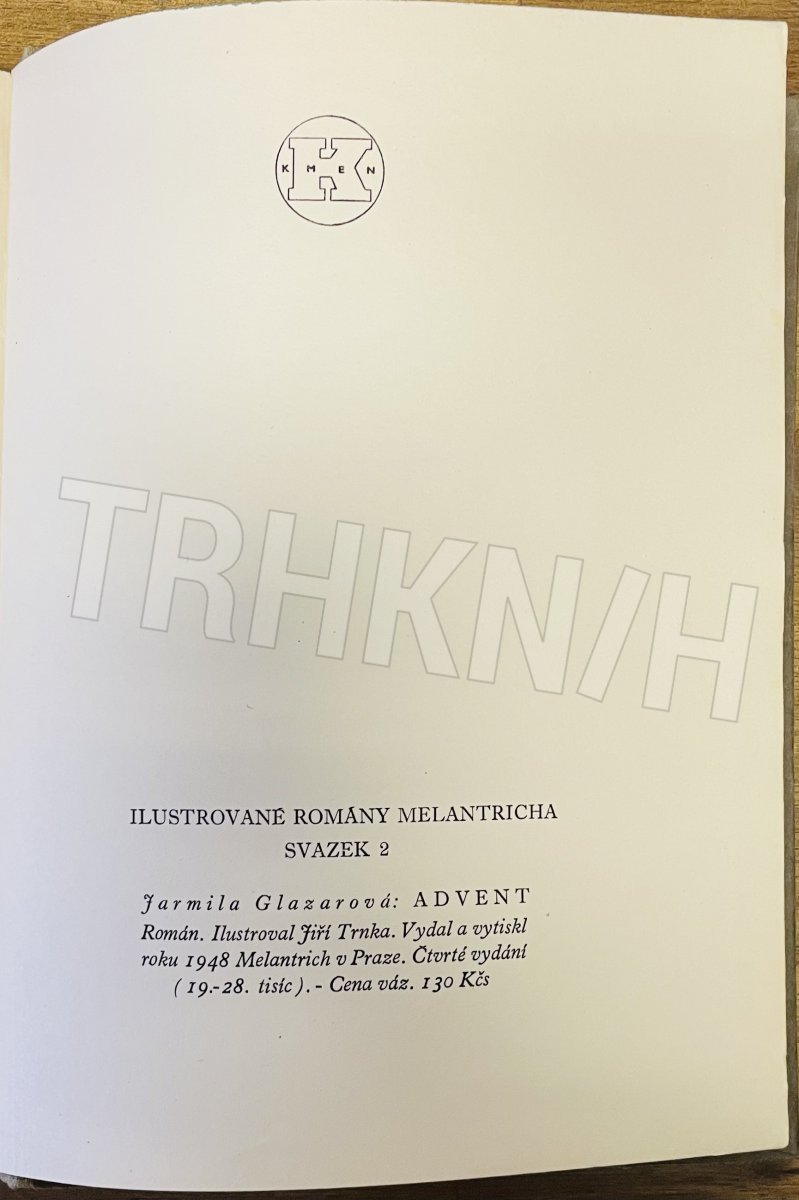 K M E N
TRHKN/H
ILUSTROVANÉ ROMÁNY MELANTRICHA
SVAZEK 2
Jarmila Glazarová: ADVENT
Román. Ilustroval Jiří Trnka. Vydal a vytiskl
roku 1948 Melantrich v Praze. Čtvrté vydání
(19.-28. tisíc). - Cena váz. 130 Kčs